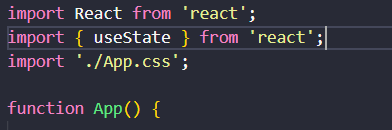 import React from 'react';
import { useState } from 'react';
import './App.css';
function App() {